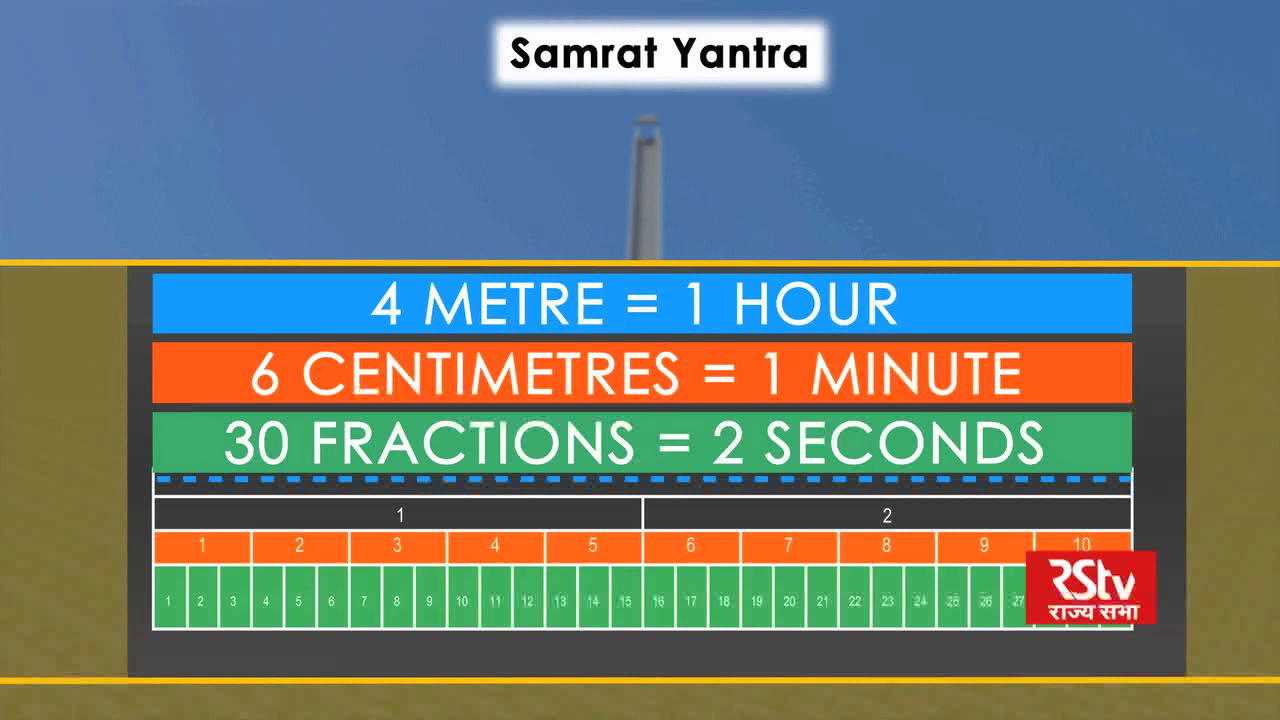 Samrat Yantra
4 METRE = 1 HOUR
6 CENTIMETRES = 1 MINUTE
30 FRACTIONS = 2 SECONDS
1 2
1 2 3 4 5 6 7 8 9 10
1 2 3 4 5 6 7 8 9 10 11 12 13 14 15 16 17 18 19 20 21 22 23 24 25 26 27
RStv
राज्य सभा